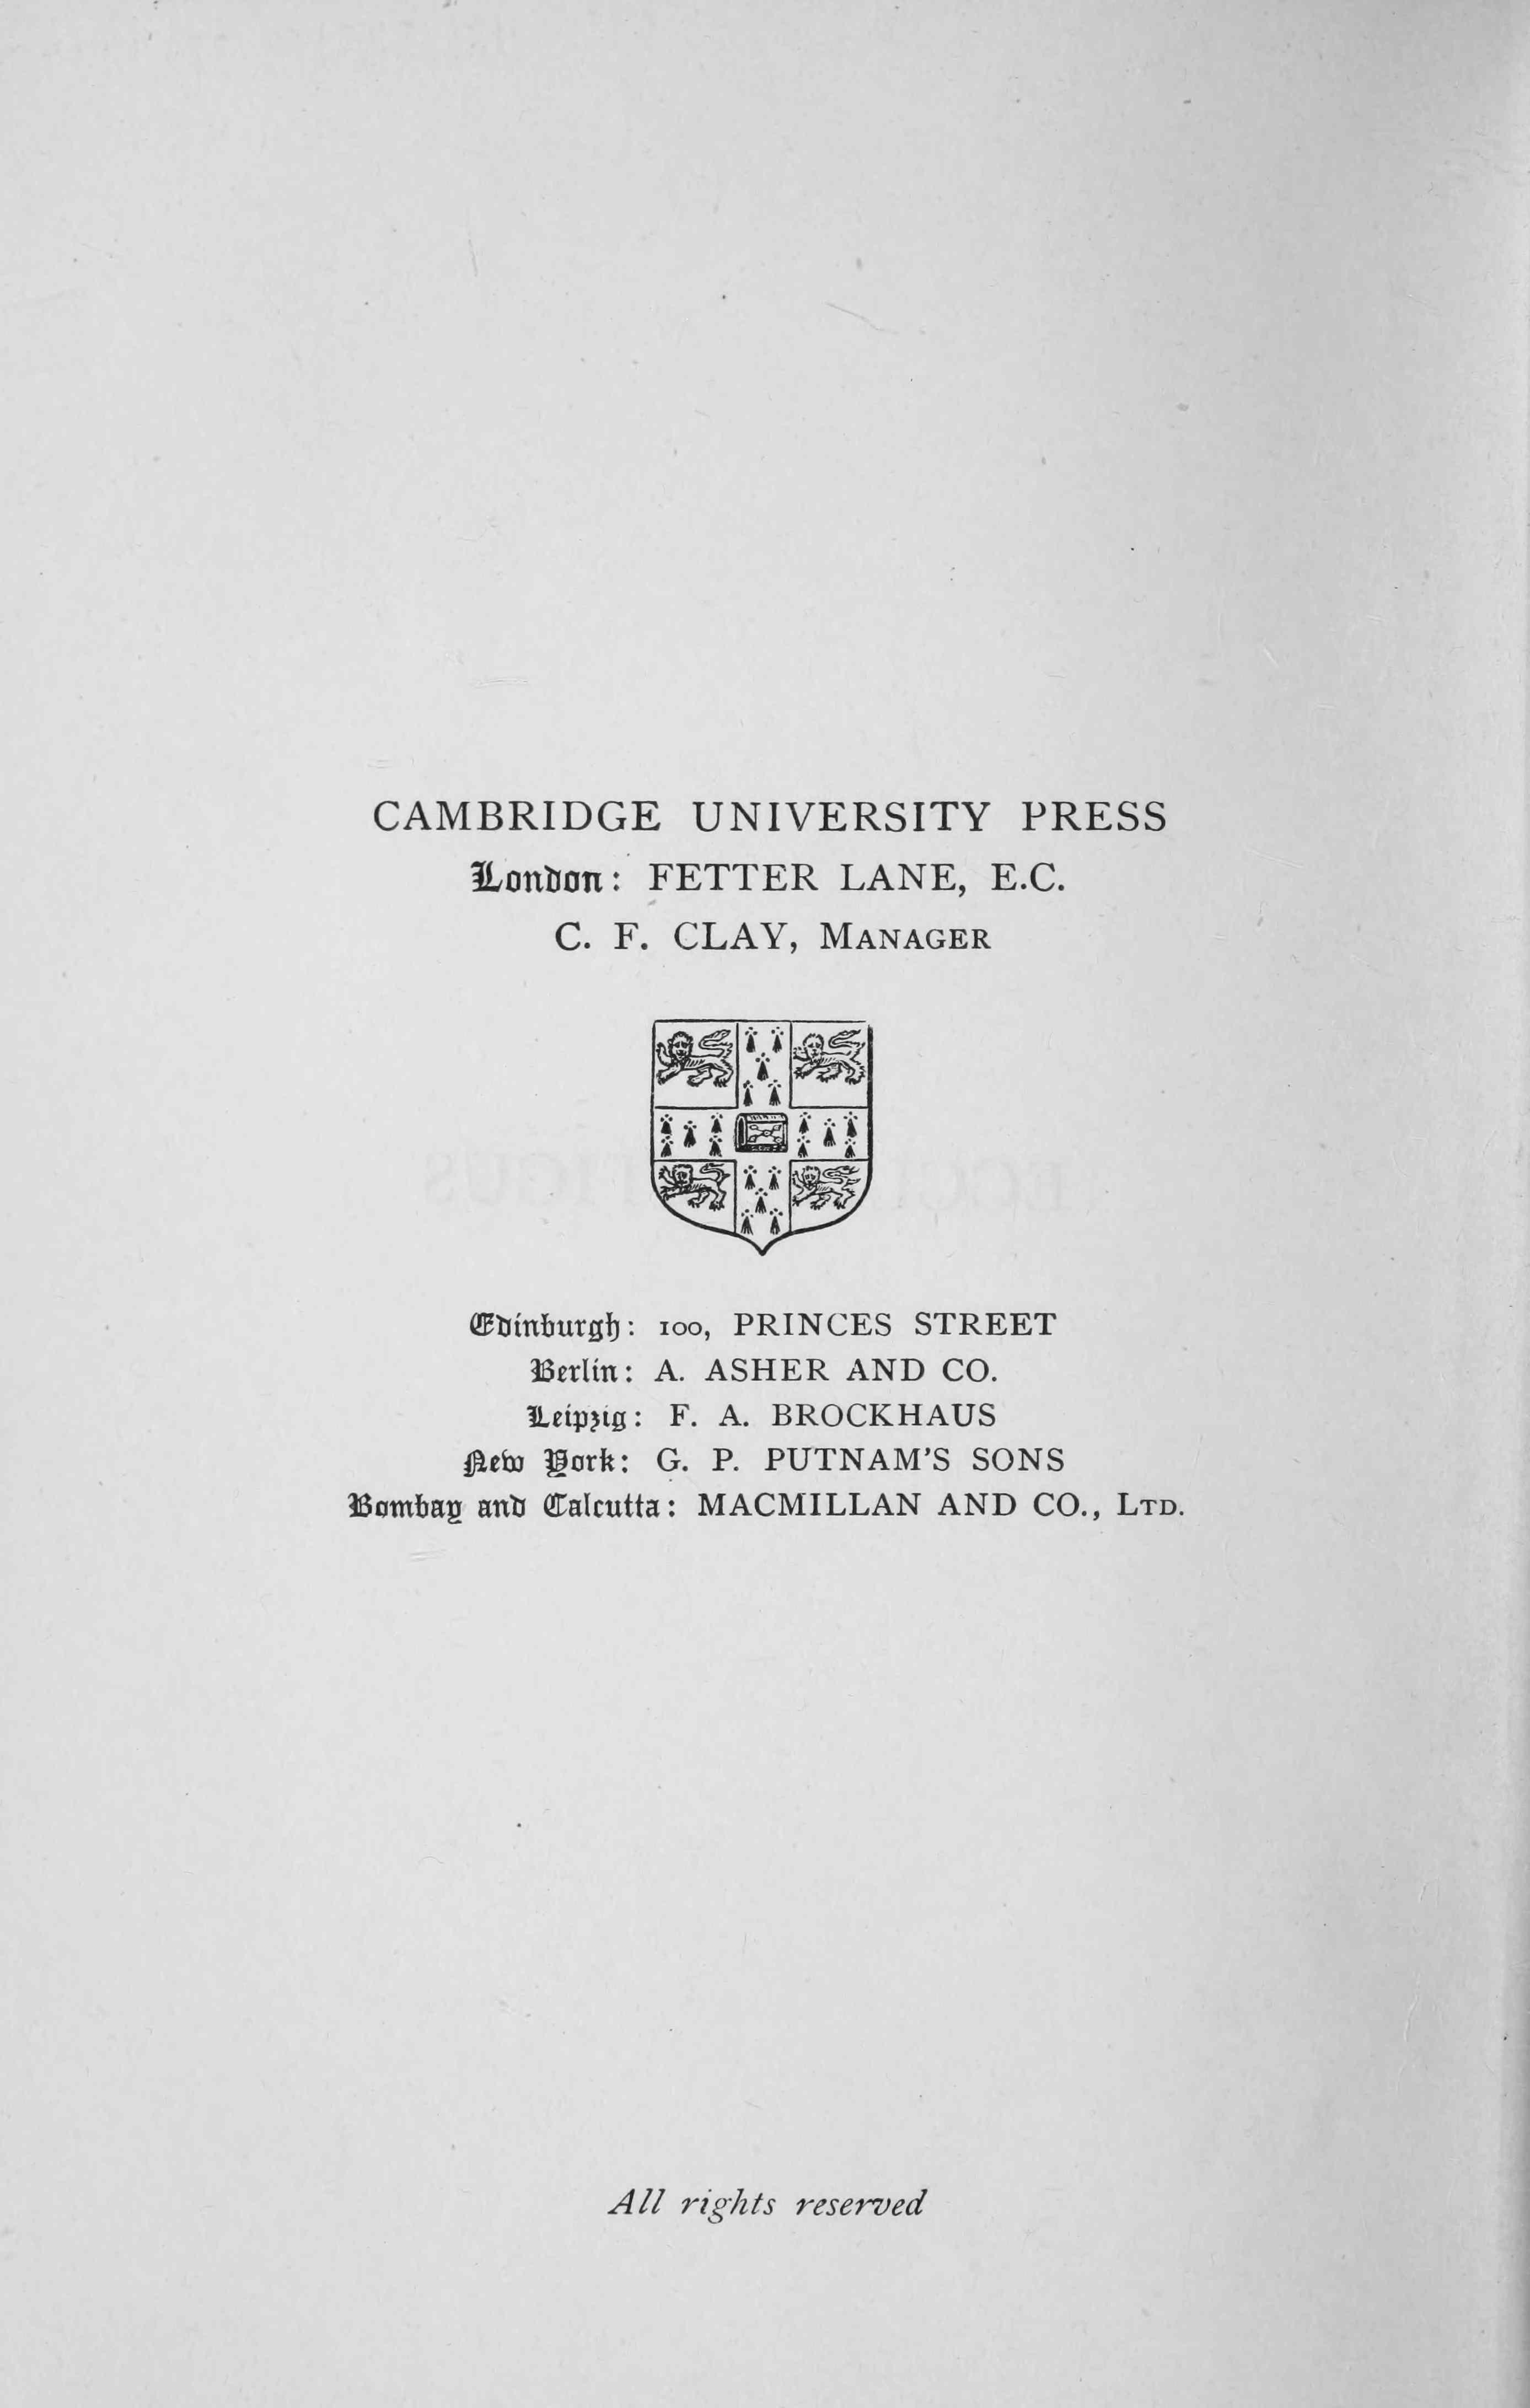 CAMBRIDGE UNIVERSITY PRESS
London: FETTER LANE, E.C.
C. F. CLAY, MANAGER
Edinburgh: 100, PRINCES STREET
Berlin: A. ASHER AND CO.
Leipzig: F. A. BROCKHAUS
New York: G. P. PUTNAM'S SONS
Bombay and Calcutta: MACMILLAN AND CO., LTD.
All rights reserved